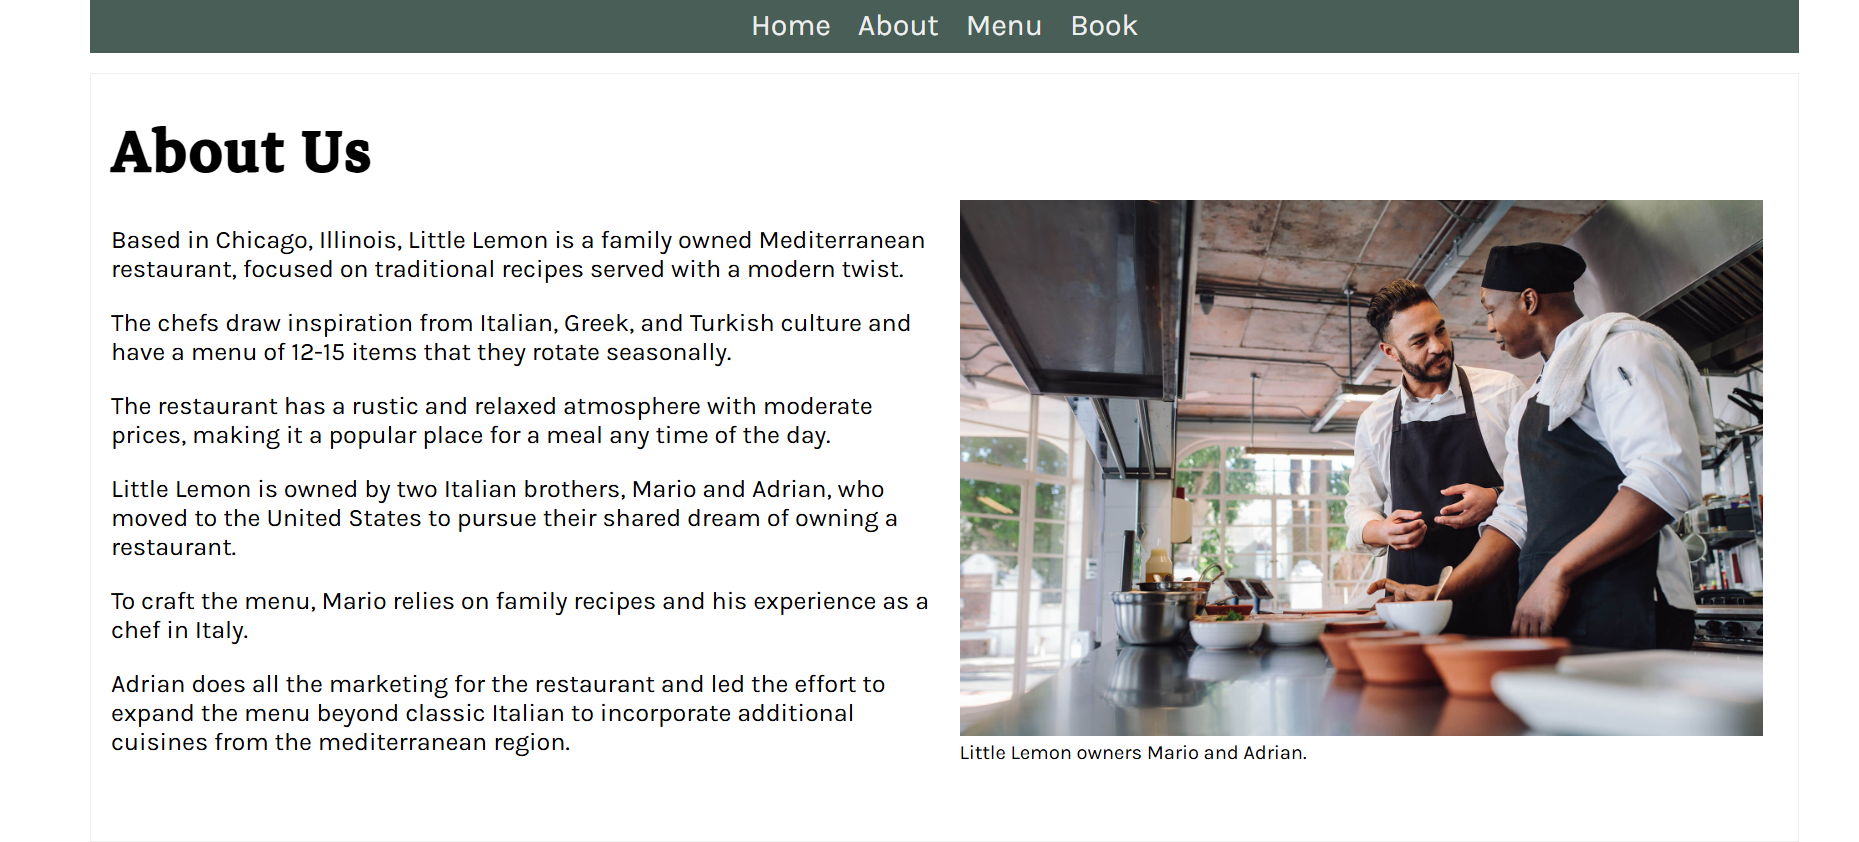 Home About Menu Book
About Us
Based in Chicago, Illinois, Little Lemon is a family owned Mediterranean
restaurant, focused on traditional recipes served with a modern twist.
The chefs draw inspiration from Italian, Greek, and Turkish culture and
have a menu of 12-15 items that they rotate seasonally.
The restaurant has a rustic and relaxed atmosphere with moderate
prices, making it a popular place for a meal any time of the day.
Little Lemon is owned by two Italian brothers, Mario and Adrian, who
moved to the United States to pursue their shared dream of owning a
restaurant.
To craft the menu, Mario relies on family recipes and his experience as a
chef in Italy.
Adrian does all the marketing for the restaurant and led the effort to
expand the menu beyond classic Italian to incorporate additional
cuisines from the mediterranean region.
Little Lemon owners Mario and Adrian.